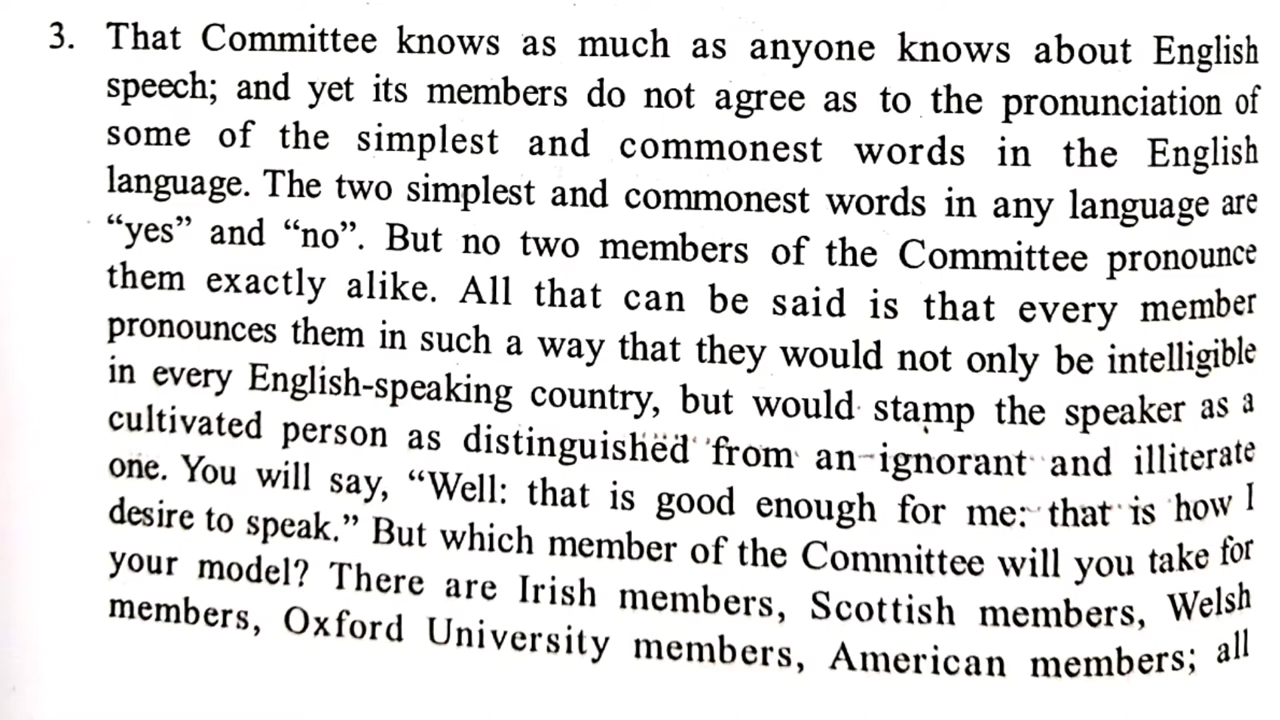 3. That Committee knows as much as anyone knows about English
speech; and yet its members do not agree as to the pronunciation of
some of the simplest and commonest words in the English
language. The two simplest and commonest words in any language are
“yes” and “no”. But no two members of the Committee pronounce
them exactly alike. All that can be said is that every member
pronounces them in such a way that they would not only be intelligible
in every English-speaking country, but would stamp the speaker as a
cultivated person as distinguished from an ignorant and illiterate
one. You will say, “Well: that is good enough for me: that is how I
desire to speak.” But which member of the Committee will you take for
your model? There are Irish members, Scottish members, Welsh
members, Oxford University members, American members; all